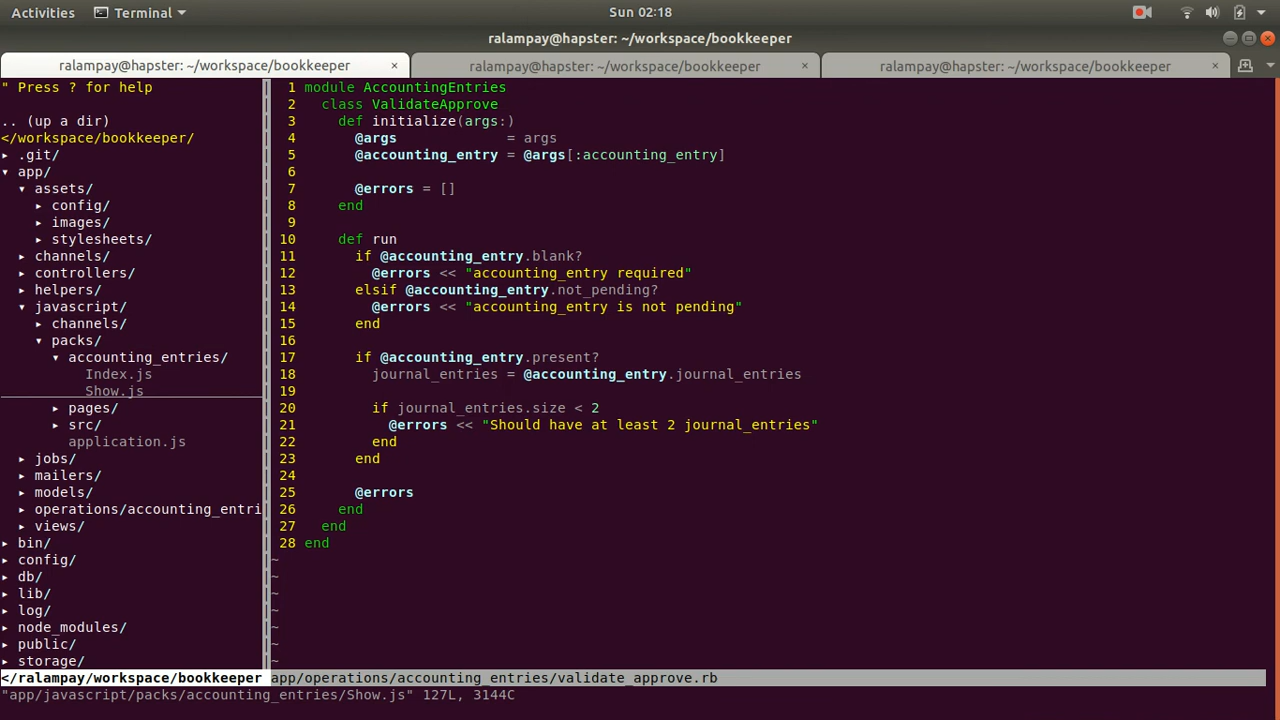 Activities Terminal Sun 02:18
ralampay@hapster: ~/workspace/bookkeeper
ralampay@hapster: ~/workspace/bookkeeper × ralampay@hapster: ~/workspace/bookkeeper × ralampay@hapster: ~/workspace/bookkeeper ×
" Press ? for help
.. (up a dir)
</workspace/bookkeeper/
▸ .git/
▾ app/
▾ assets/
▸ config/
▸ images/
▸ stylesheets/
▸ channels/
▸ controllers/
▸ helpers/
▾ javascript/
▸ channels/
▾ packs/
▾ accounting_entries/
Index.js
Show.js
▸ pages/
▸ src/
application.js
▸ jobs/
▸ mailers/
▸ models/
▸ operations/accounting_entri
▸ views/
▸ bin/
▸ config/
▸ db/
▸ lib/
▸ log/
▸ node_modules/
▸ public/
▸ storage/
1 module AccountingEntries
2   class ValidateApprove
3     def initialize(args:)
4       @args             = args
5       @accounting_entry = @args[:accounting_entry]
6
7       @errors = []
8     end
9
10     def run
11       if @accounting_entry.blank?
12         @errors << "accounting_entry required"
13       elsif @accounting_entry.not_pending?
14         @errors << "accounting_entry is not pending"
15       end
16
17       if @accounting_entry.present?
18         journal_entries = @accounting_entry.journal_entries
19
20         if journal_entries.size < 2
21           @errors << "Should have at least 2 journal_entries"
22         end
23       end
24
25       @errors
26     end
27   end
28 end
~
~
~
~
~
~
~
</ralampay/workspace/bookkeeper app/operations/accounting_entries/validate_approve.rb
"app/javascript/packs/accounting_entries/Show.js" 127L, 3144C